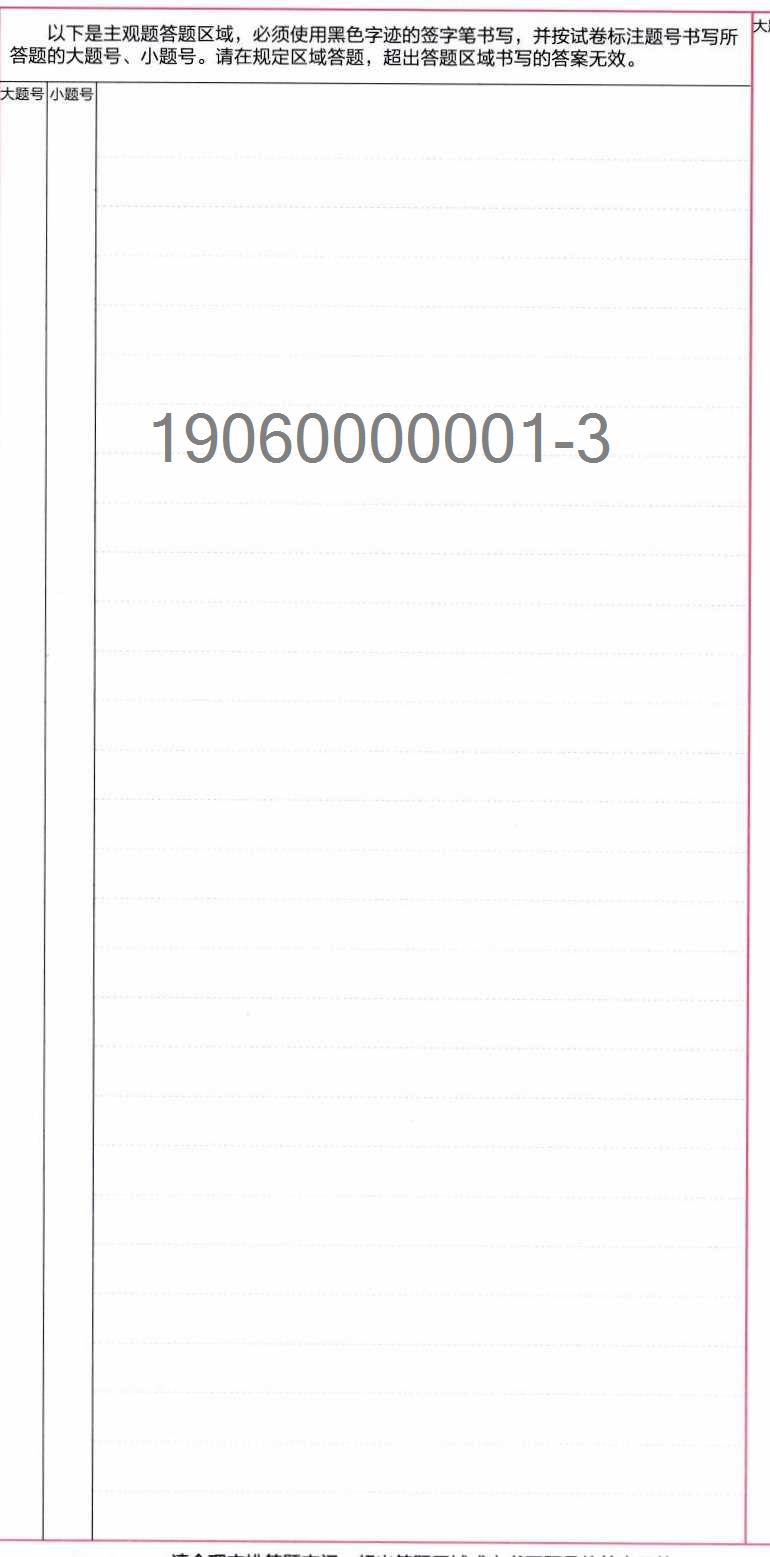 以下是主观题答题区域，必须使用黑色字迹的签字笔书写，并按试卷标注题号书写所
答题的大题号、小题号。请在规定区域答题，超出答题区域书写的答案无效。
大题号 小题号
大
19060000001-3